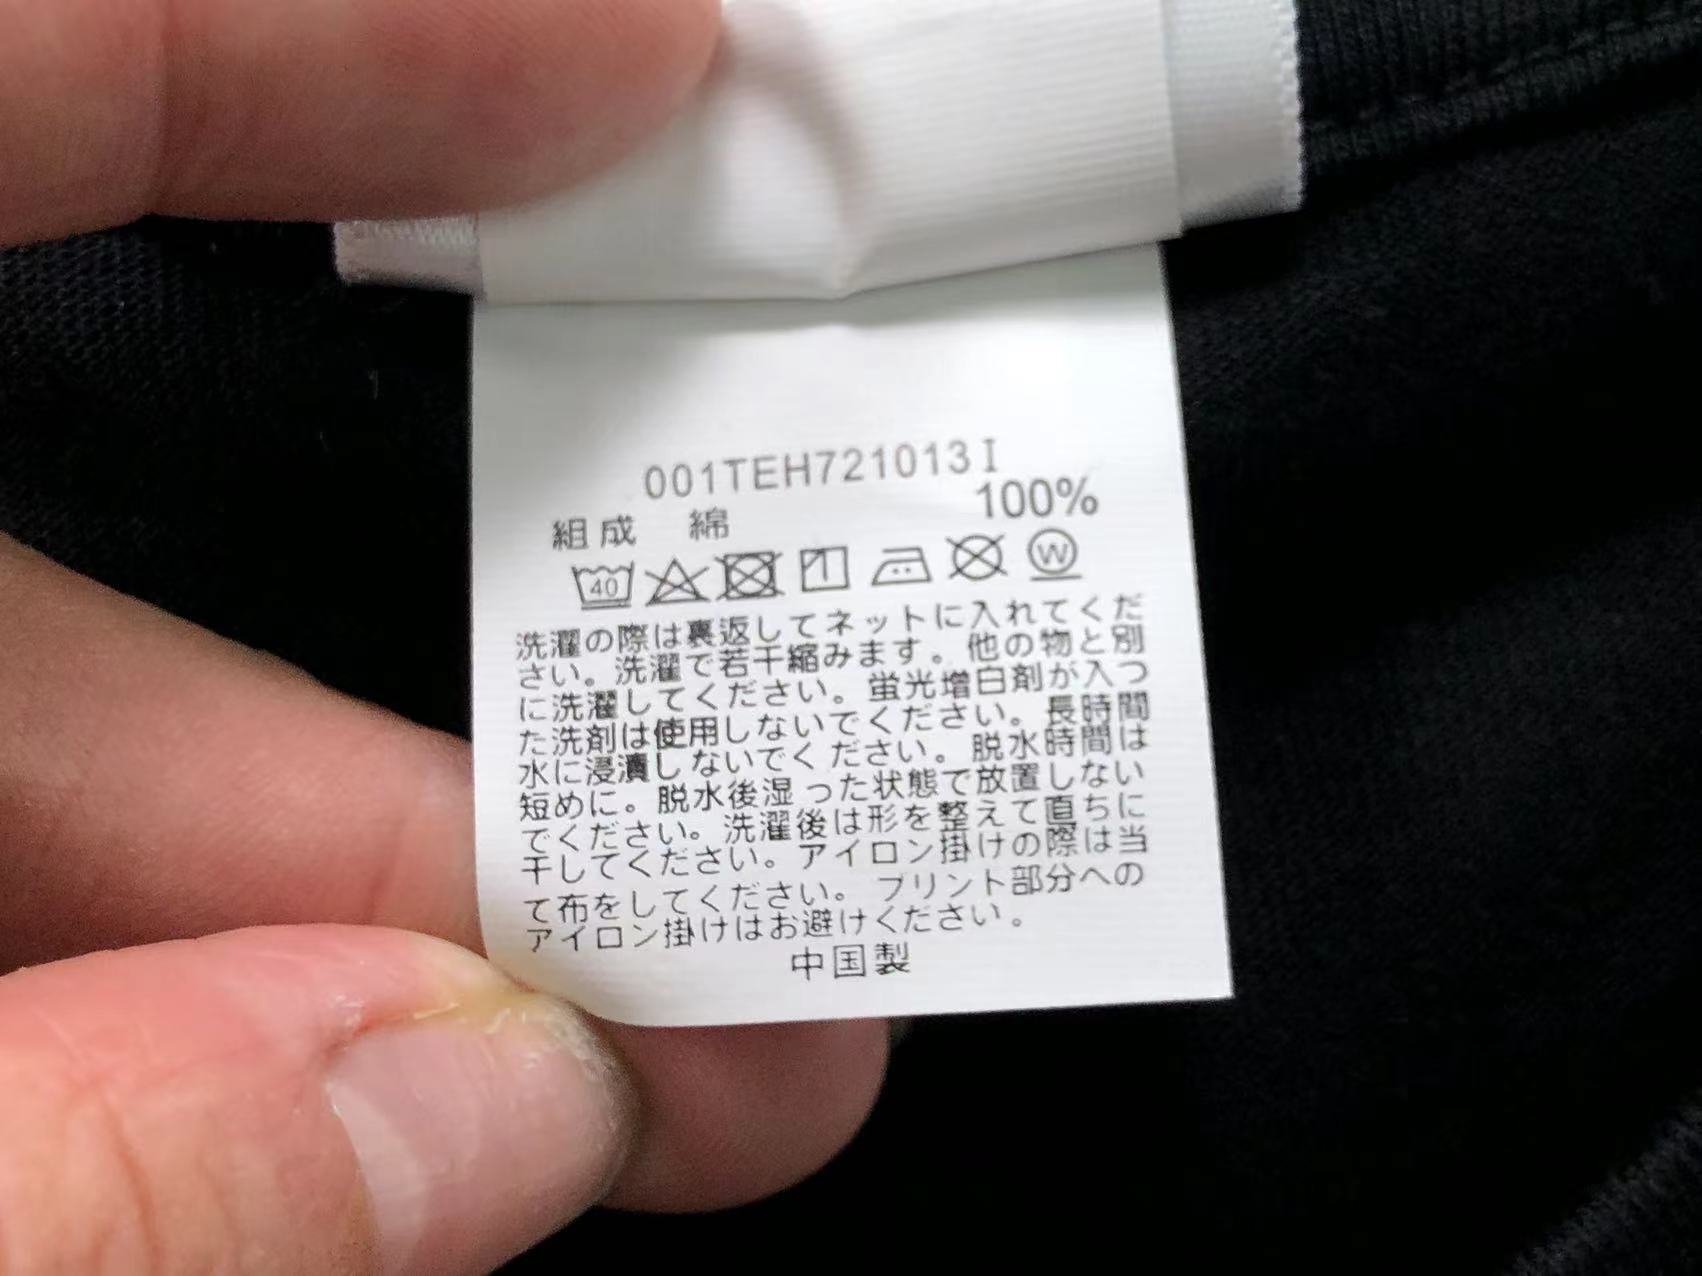 001TEH721013I
組成 綿 100%
40 W
洗濯の際は裏返してネットに入れてくだ
さい。洗濯で若干縮みます。他の物と別
に洗濯してください。蛍光増白剤が入つ
た洗剤は使用しないでください。長時間
水に浸漬しないでください。脱水時間は
短めに。脱水後湿った状態で放置しない
でください。洗濯後は形を整えて直ちに
干してください。アイロン掛けの際は当
て布をしてください。プリント部分への
アイロン掛けはお避けください。
中国製